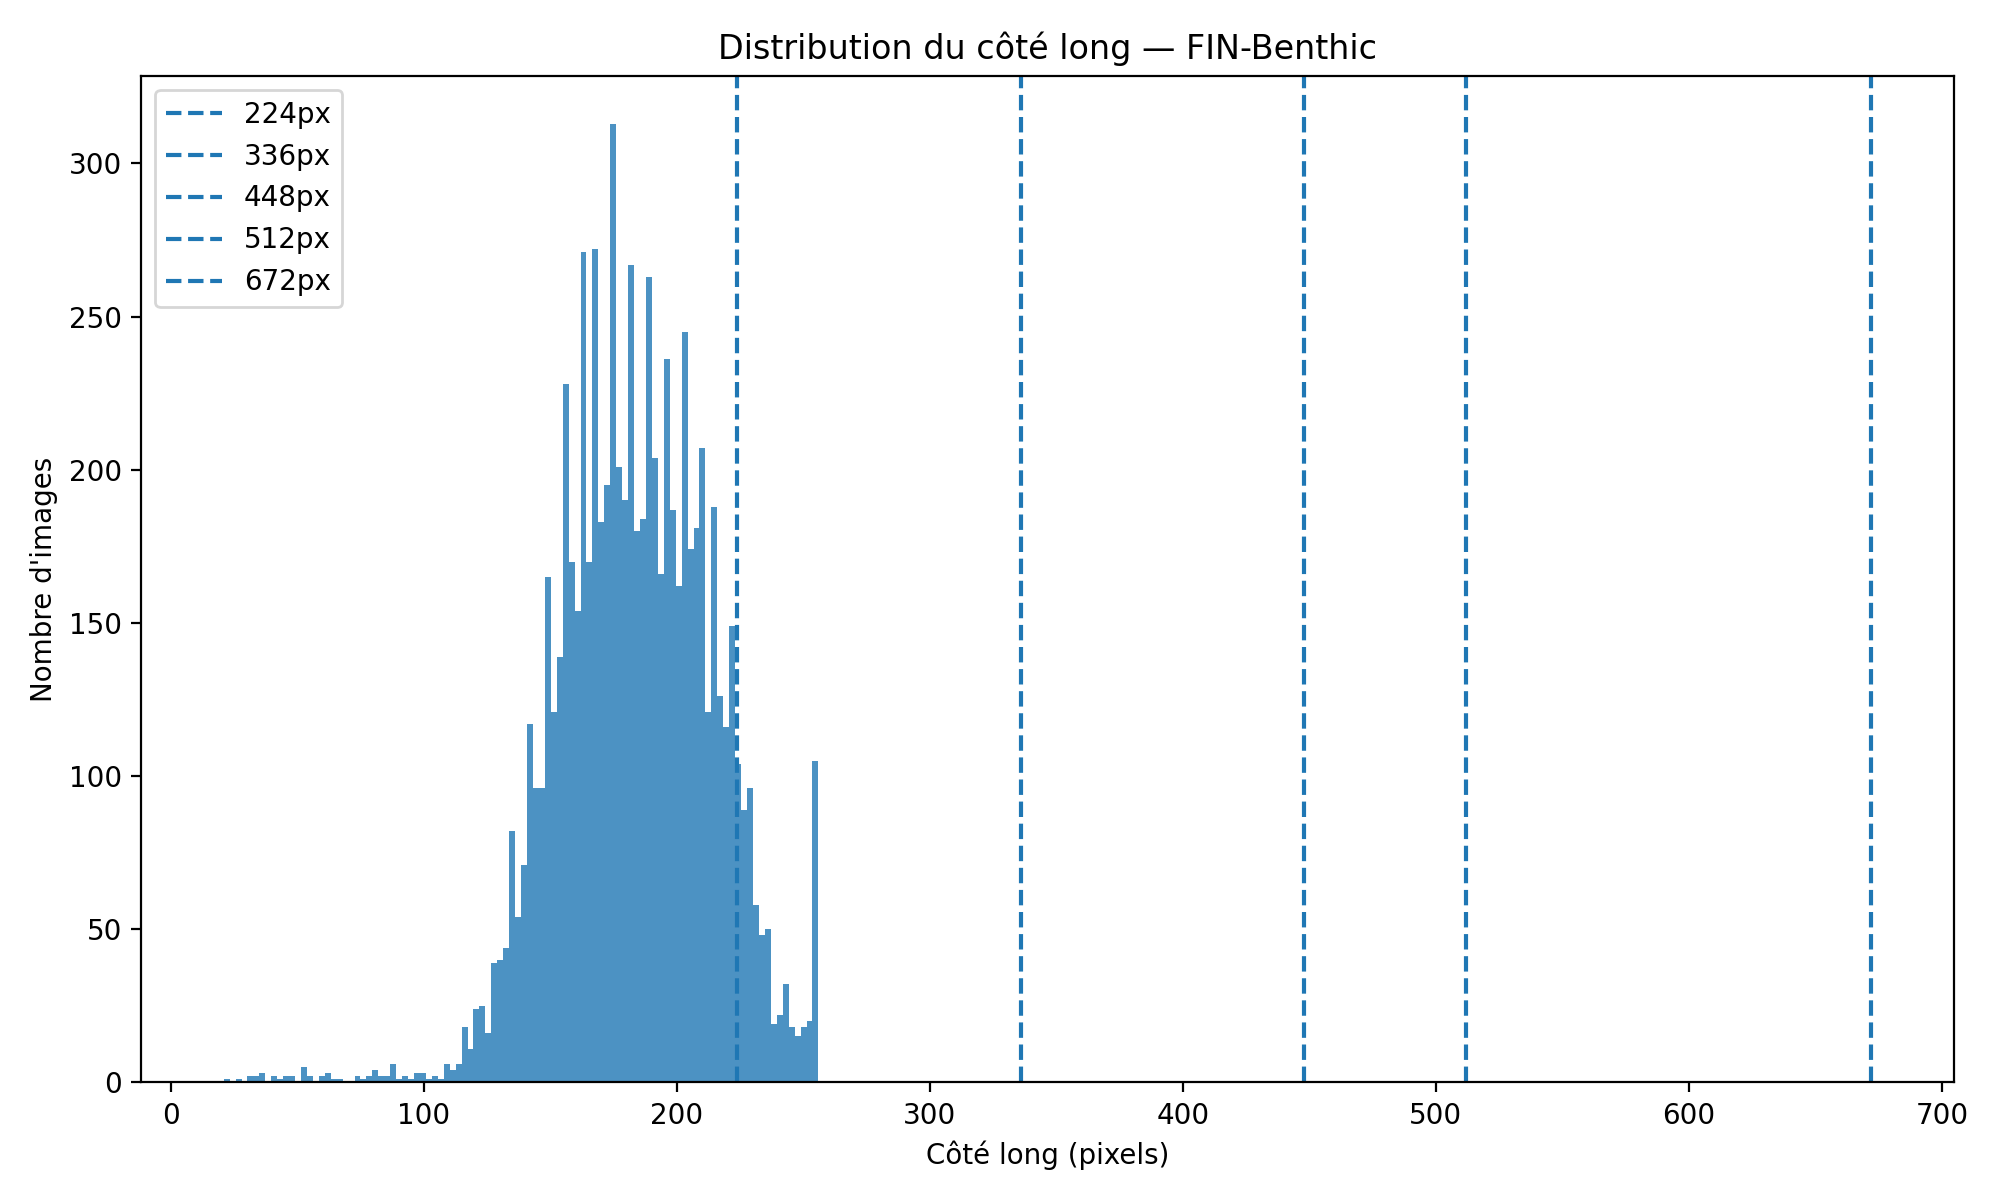 Distribution du côté long — FIN-Benthic
224px
336px
448px
512px
672px
300
250
200
150
100
50
0
Nombre d'images
0 100 200 300 400 500 600 700
Côté long (pixels)